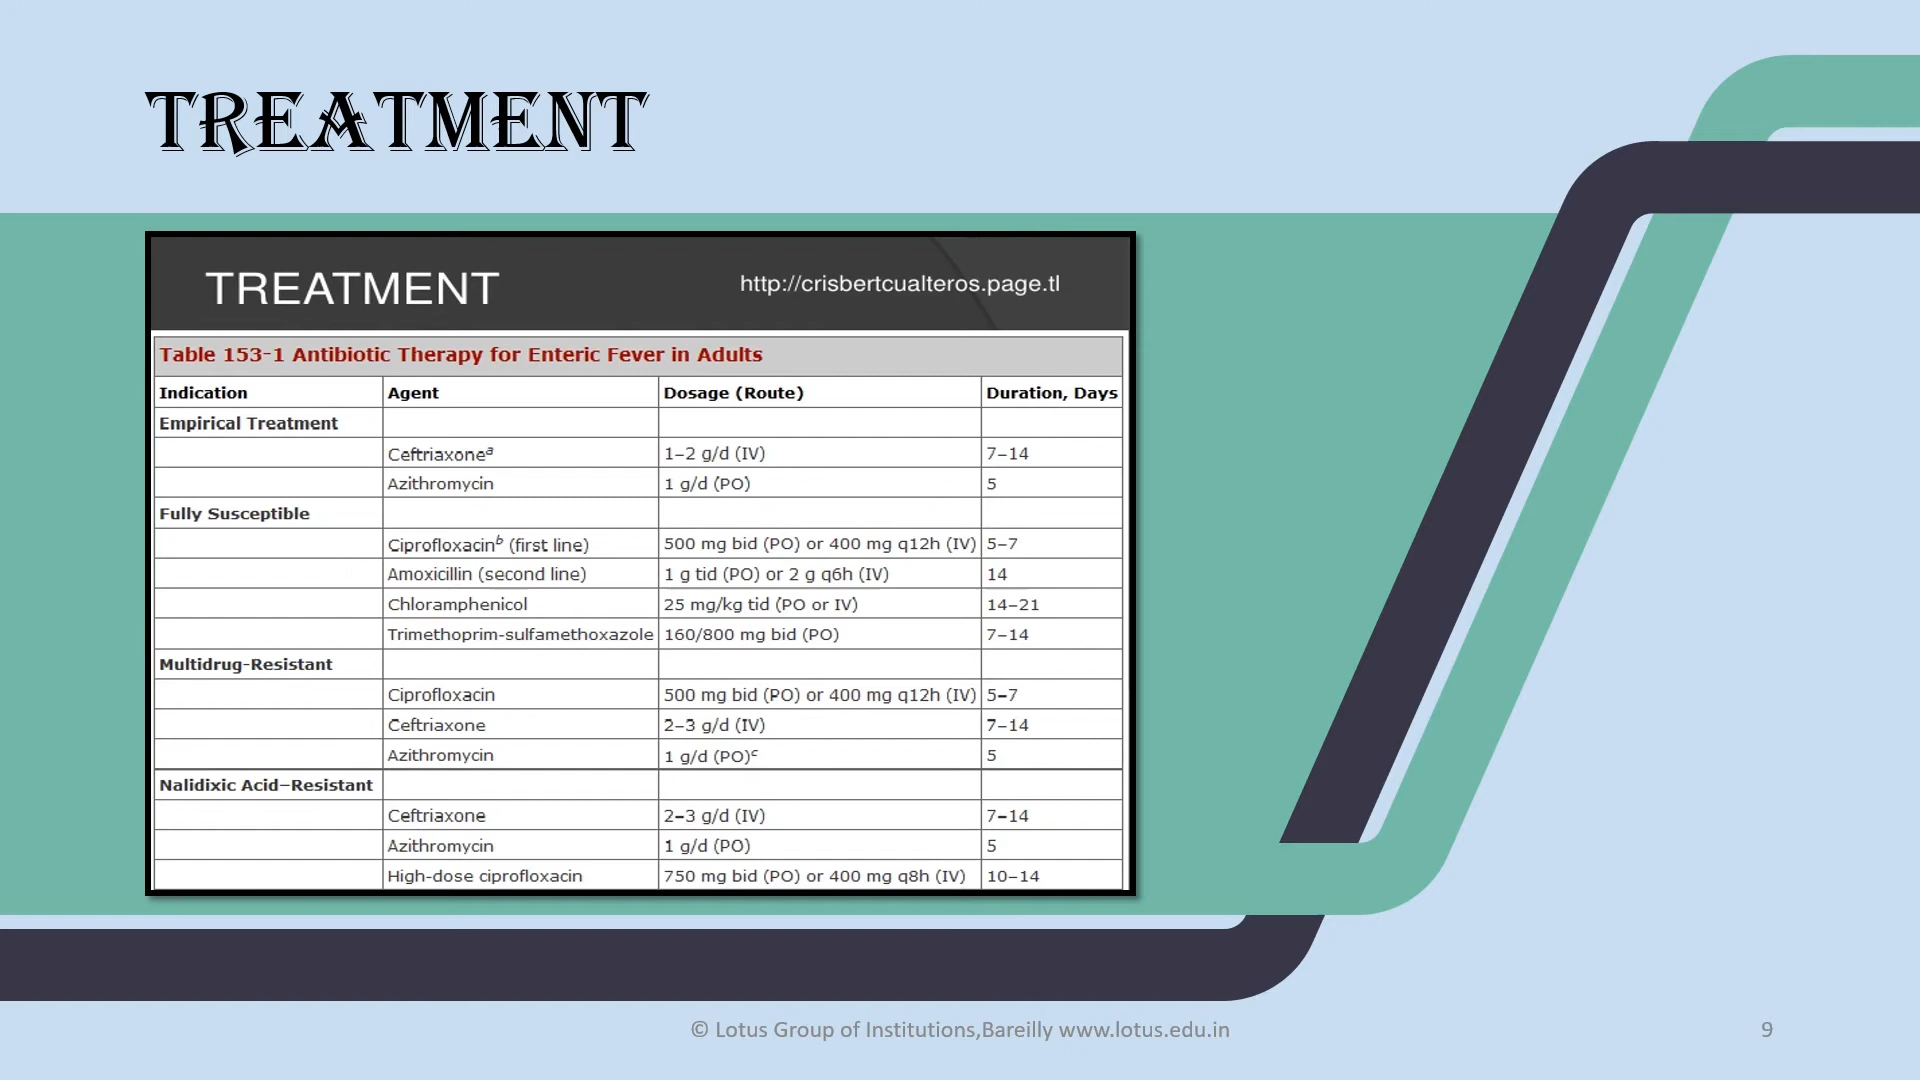 TREATMENT
TREATMENT http://crisbertcualteros.page.tl
Table 153-1 Antibiotic Therapy for Enteric Fever in Adults
Indication Agent Dosage (Route) Duration, Days
Empirical Treatment
Ceftriaxoneᵃ 1–2 g/d (IV) 7–14
Azithromycin 1 g/d (PO) 5
Fully Susceptible
Ciprofloxacinᵇ (first line) 500 mg bid (PO) or 400 mg q12h (IV) 5–7
Amoxicillin (second line) 1 g tid (PO) or 2 g q6h (IV) 14
Chloramphenicol 25 mg/kg tid (PO or IV) 14–21
Trimethoprim-sulfamethoxazole 160/800 mg bid (PO) 7–14
Multidrug-Resistant
Ciprofloxacin 500 mg bid (PO) or 400 mg q12h (IV) 5–7
Ceftriaxone 2–3 g/d (IV) 7–14
Azithromycin 1 g/d (PO)ᶜ 5
Nalidixic Acid–Resistant
Ceftriaxone 2–3 g/d (IV) 7–14
Azithromycin 1 g/d (PO) 5
High-dose ciprofloxacin 750 mg bid (PO) or 400 mg q8h (IV) 10–14
© Lotus Group of Institutions,Bareilly www.lotus.edu.in 9